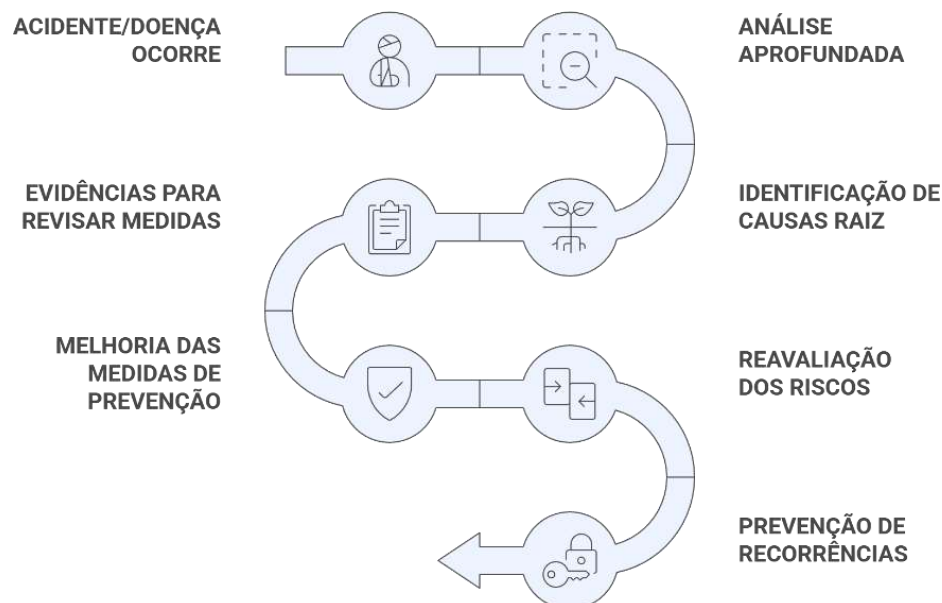 ACIDENTE/DOENÇA
OCORRE
ANÁLISE
APROFUNDADA
IDENTIFICAÇÃO DE
CAUSAS RAIZ
EVIDÊNCIAS PARA
REVISAR MEDIDAS
MELHORIA DAS
MEDIDAS DE
PREVENÇÃO
REAVALIAÇÃO
DOS RISCOS
PREVENÇÃO DE
RECORRÊNCIAS